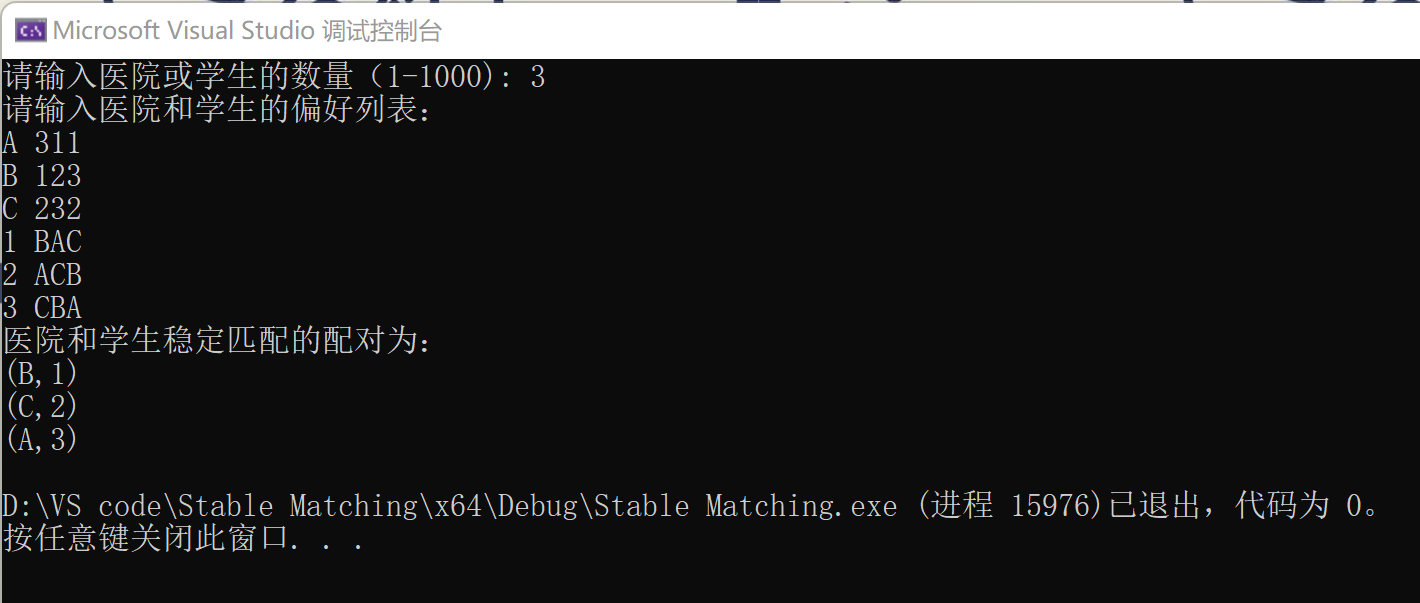 Microsoft Visual Studio 调试控制台
请输入医院或学生的数量（1-1000）: 3
请输入医院和学生的偏好列表：
A 311
B 123
C 232
1 BAC
2 ACB
3 CBA
医院和学生稳定匹配的配对为：
(B,1)
(C,2)
(A,3)
D:\VS code\Stable Matching\x64\Debug\Stable Matching.exe (进程 15976)已退出，代码为 0。
按任意键关闭此窗口. . .